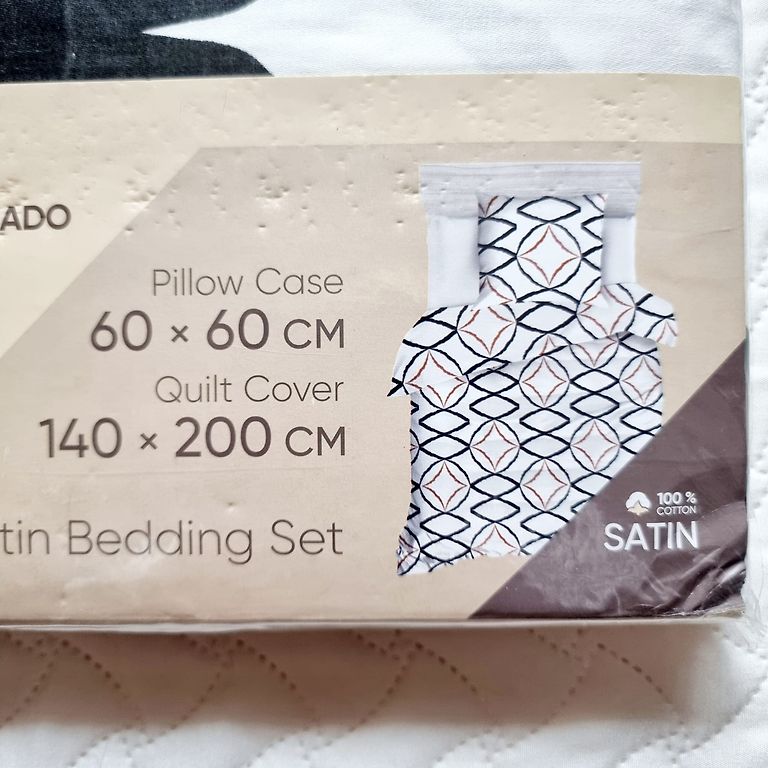 ADO
Pillow Case
60 × 60 CM
Quilt Cover
140 × 200 CM
tin Bedding Set
100 %
COTTON
SATIN